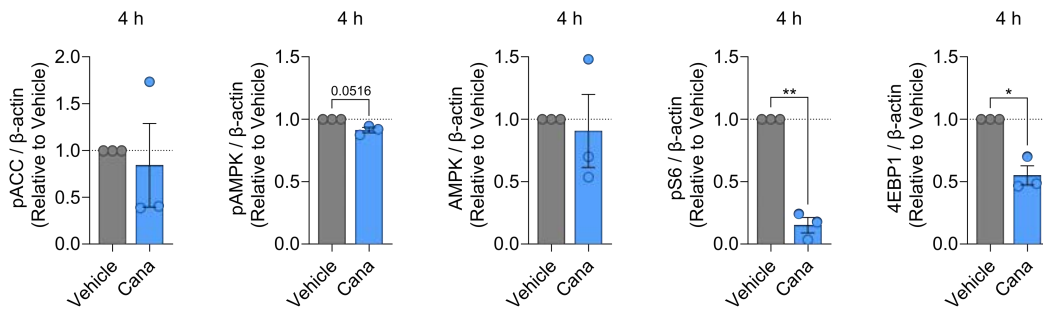 4 h
pACC / β-actin
(Relative to Vehicle)
2.0
1.5
1.0
0.5
0.0
Vehicle
Cana
4 h
pAMPK / β-actin
(Relative to Vehicle)
1.5
1.0
0.5
0.0
0.0516
Vehicle
Cana
4 h
AMPK / β-actin
(Relative to Vehicle)
1.5
1.0
0.5
0.0
Vehicle
Cana
4 h
pS6 / β-actin
(Relative to Vehicle)
1.5
1.0
0.5
0.0
**
Vehicle
Cana
4 h
4EBP1 / β-actin
(Relative to Vehicle)
1.5
1.0
0.5
0.0
*
Vehicle
Cana